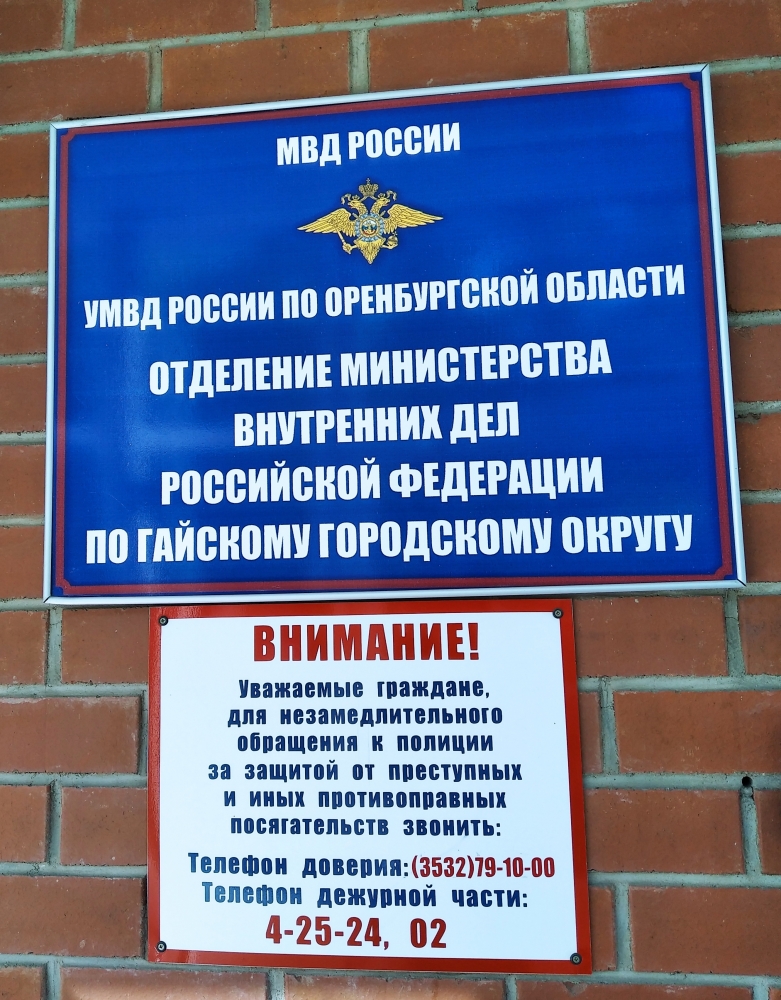 МВД РОССИИ
УМВД РОССИИ ПО ОРЕНБУРГСКОЙ ОБЛАСТИ
ОТДЕЛЕНИЕ МИНИСТЕРСТВА
ВНУТРЕННИХ ДЕЛ
РОССИЙСКОЙ ФЕДЕРАЦИИ
ПО ГАЙСКОМУ ГОРОДСКОМУ ОКРУГУ
ВНИМАНИЕ!
Уважаемые граждане,
для незамедлительного
обращения к полиции
за защитой от преступных
и иных противоправных
посягательств звонить:
Телефон доверия:(3532)79-10-00
Телефон дежурной части:
4-25-24, 02